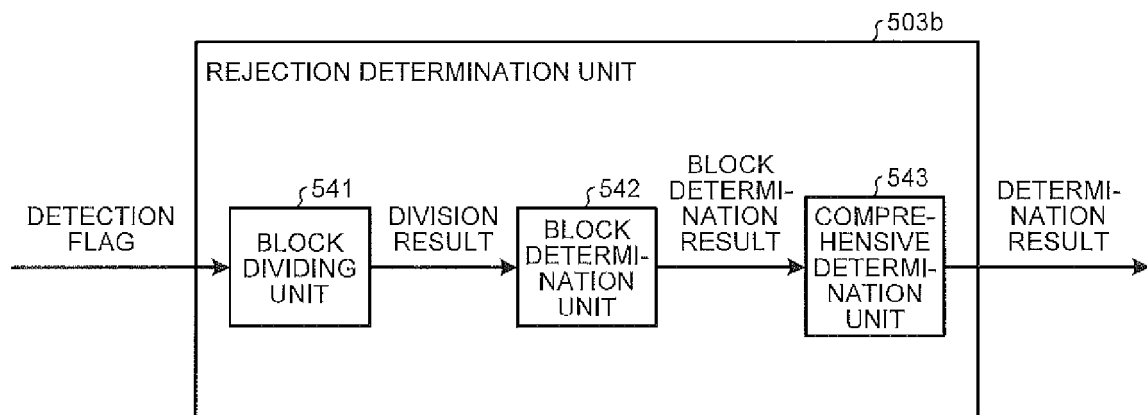 503b
REJECTION DETERMINATION UNIT
DETECTION
FLAG
541
BLOCK
DIVIDING
UNIT
DIVISION
RESULT
542
BLOCK
DETERMI-
NATION
UNIT
BLOCK
DETERMI-
NATION
RESULT
543
COMPRE-
HENSIVE
DETERMI-
NATION
UNIT
DETERMI-
NATION
RESULT